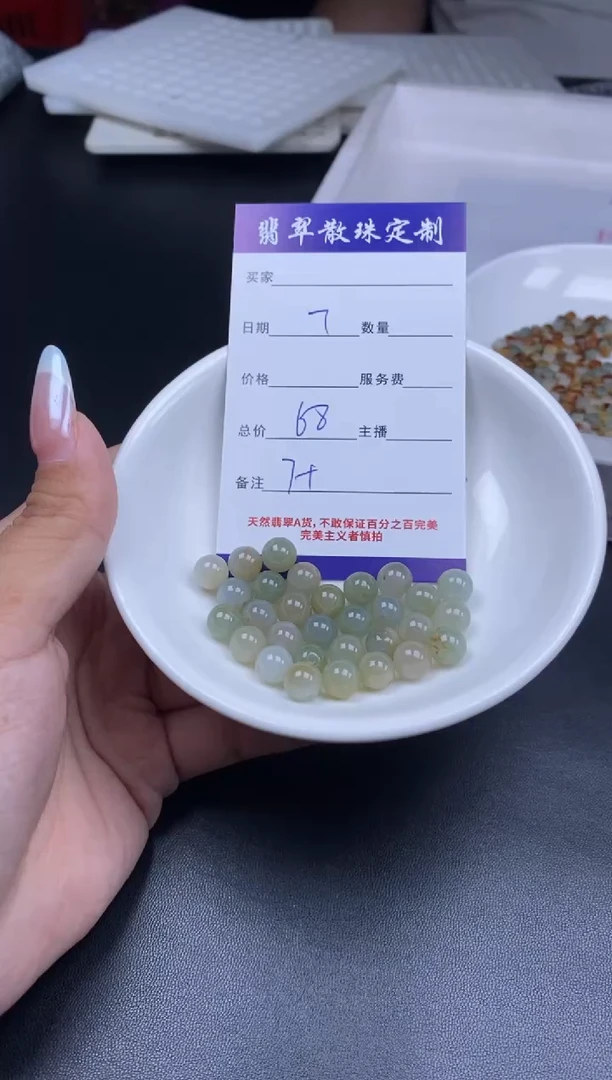 翡翠散珠定制
买家
日期 7 数量
价格 服务费
总价 68 主播
备注 7+
天然翡翠A货，不敢保证百分之百完美
完美主义者慎拍